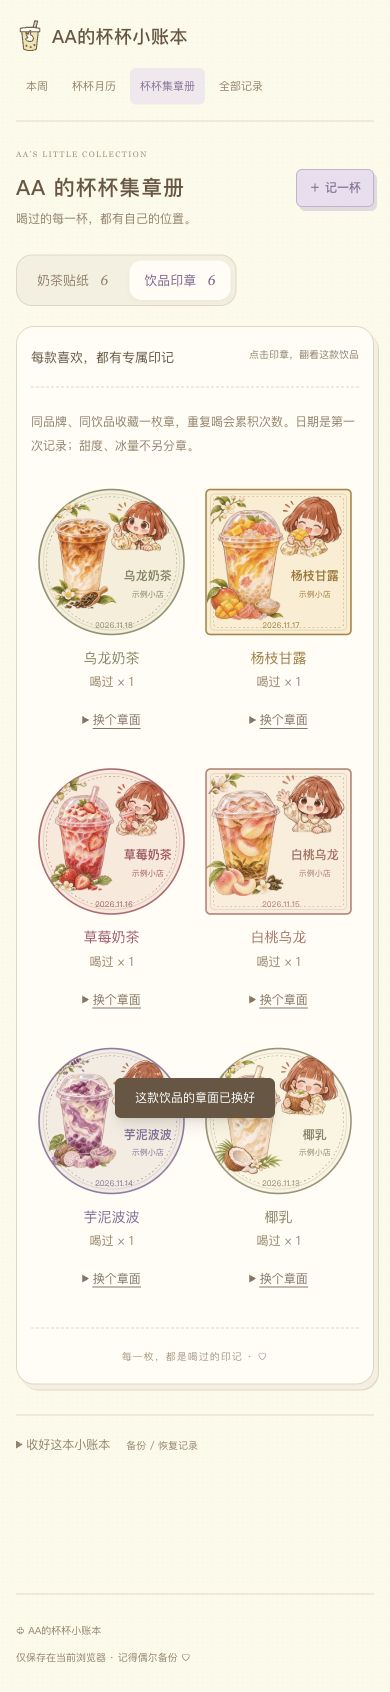 AA的杯杯小账本
本周 杯杯月历 杯杯集章册 全部记录
AA'S LITTLE COLLECTION
AA 的杯杯集章册
+ 记一杯
喝过的每一杯，都有自己的位置。
奶茶贴纸 6 饮品印章 6
每款喜欢，都有专属印记
点击印章，翻看这款饮品
同品牌、同饮品收藏一枚章，重复喝会累积次数。日期是第一
次记录；甜度、冰量不另分章。
乌龙奶茶
示例小店
2026.11.18
杨枝甘露
示例小店
2026.11.17
乌龙奶茶 杨枝甘露
喝过 × 1 喝过 × 1
▶ 换个章面 ▶ 换个章面
草莓奶茶
示例小店
2026.11.16
白桃乌龙
示例小店
2026.11.15
草莓奶茶 白桃乌龙
喝过 × 1 喝过 × 1
▶ 换个章面 ▶ 换个章面
这款饮品的章面已换好
芋泥波波
示例小店
2026.11.14
椰乳
示例小店
2026.11.13
芋泥波波 椰乳
喝过 × 1 喝过 × 1
▶ 换个章面 ▶ 换个章面
每一枚，都是喝过的印记 · ♡
▶ 收好这本小账本 备份 / 恢复记录
AA的杯杯小账本
仅保存在当前浏览器 · 记得偶尔备份 ♡